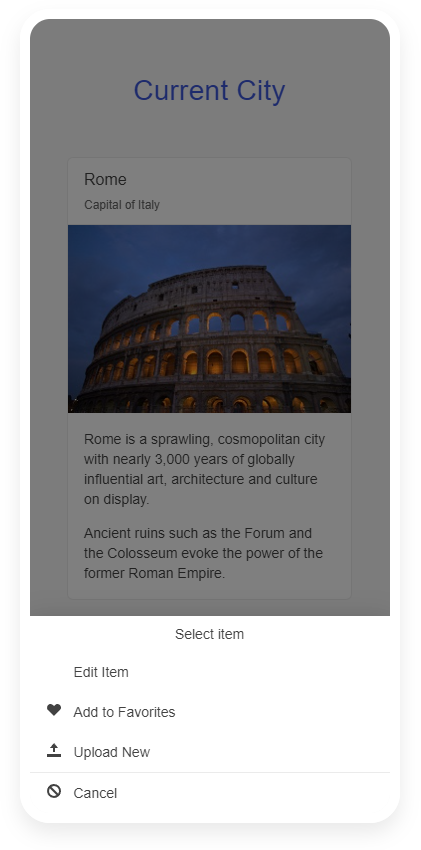 Current City
Rome
Capital of Italy
Rome is a sprawling, cosmopolitan city
with nearly 3,000 years of globally
influential art, architecture and culture
on display.
Ancient ruins such as the Forum and
the Colosseum evoke the power of the
former Roman Empire.
Select item
Edit Item
Add to Favorites
Upload New
Cancel